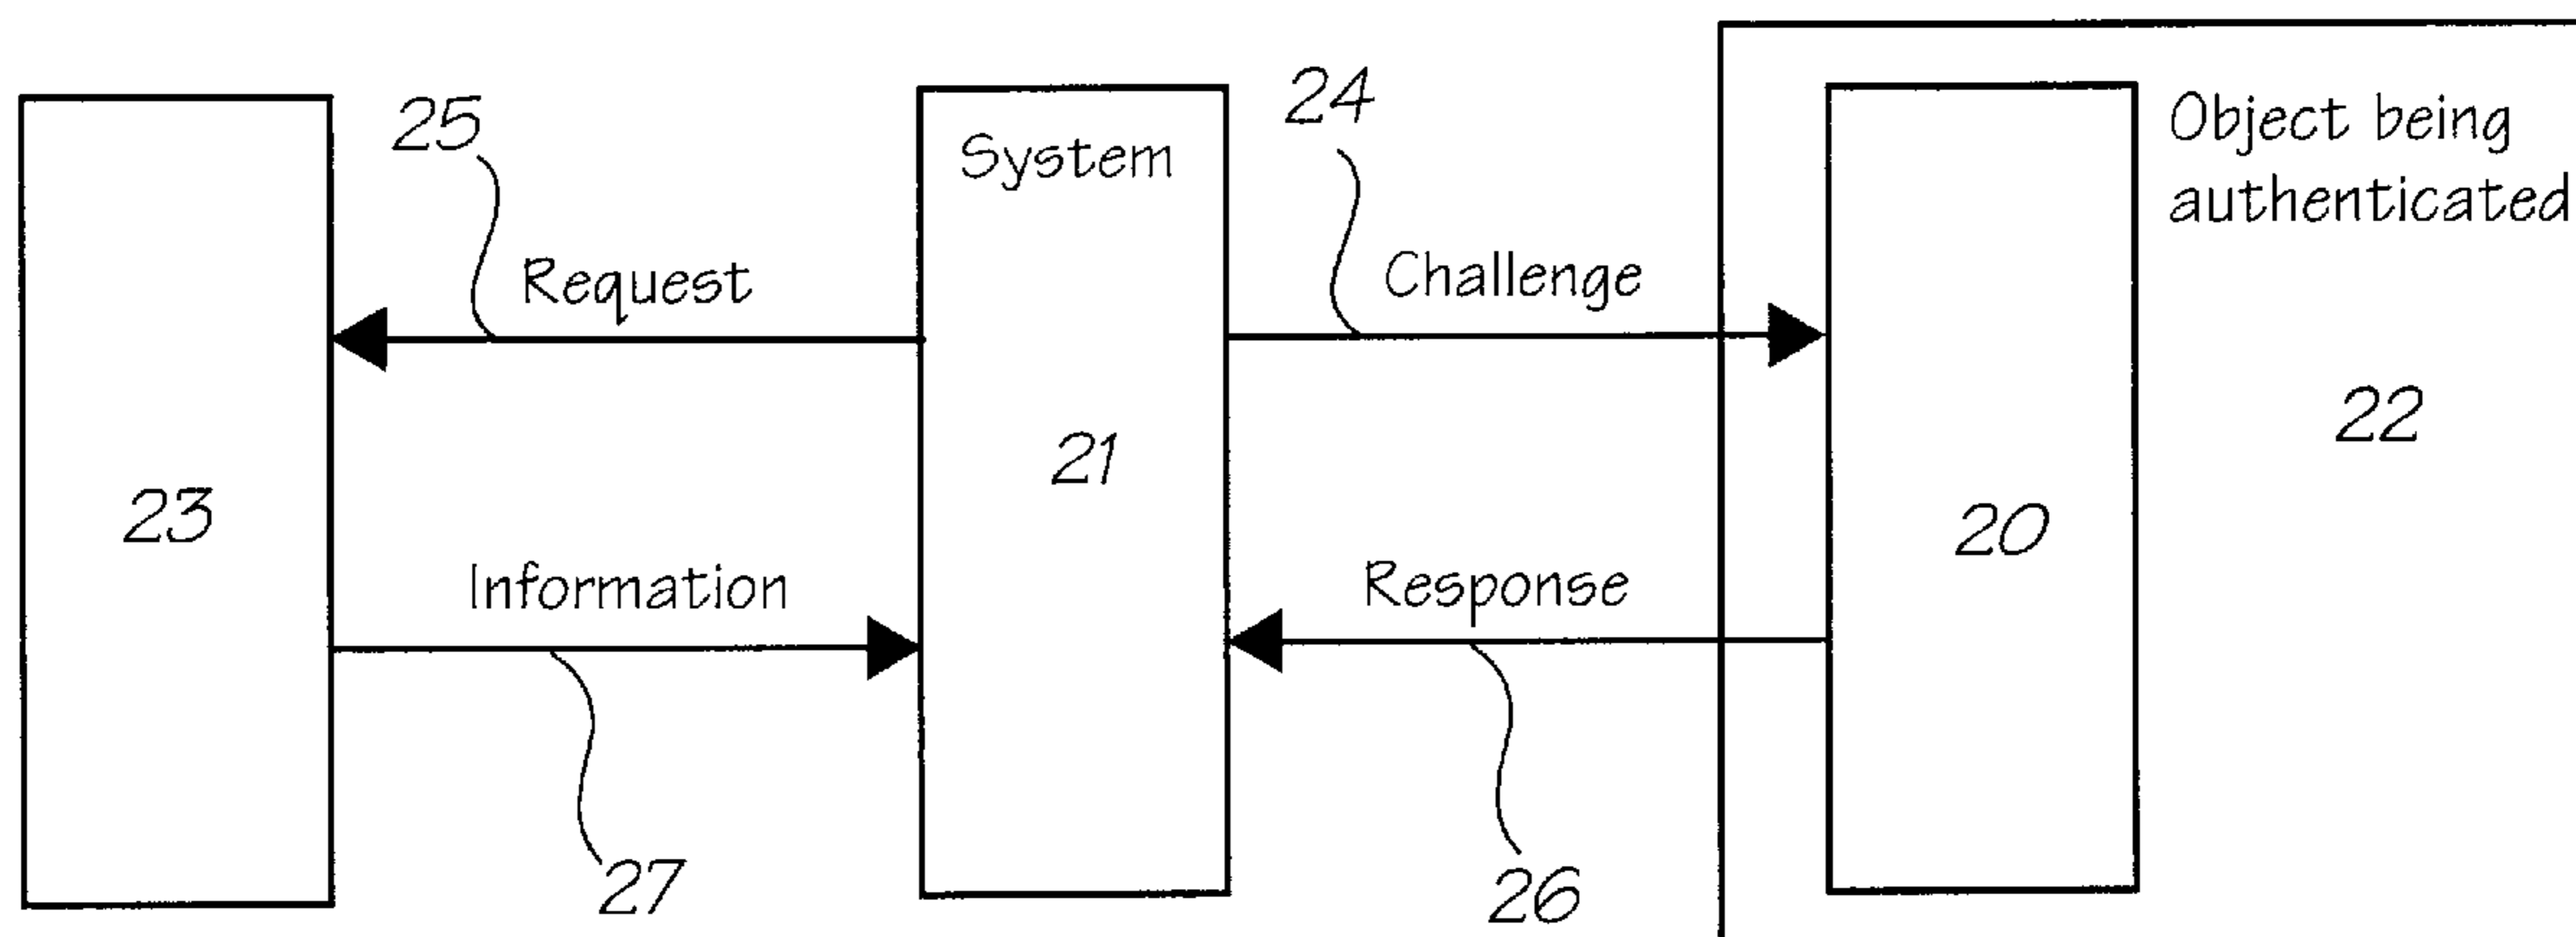 25
24
System
Object being
authenticated
Request
Challenge
22
21
23
20
Information
Response
27
26